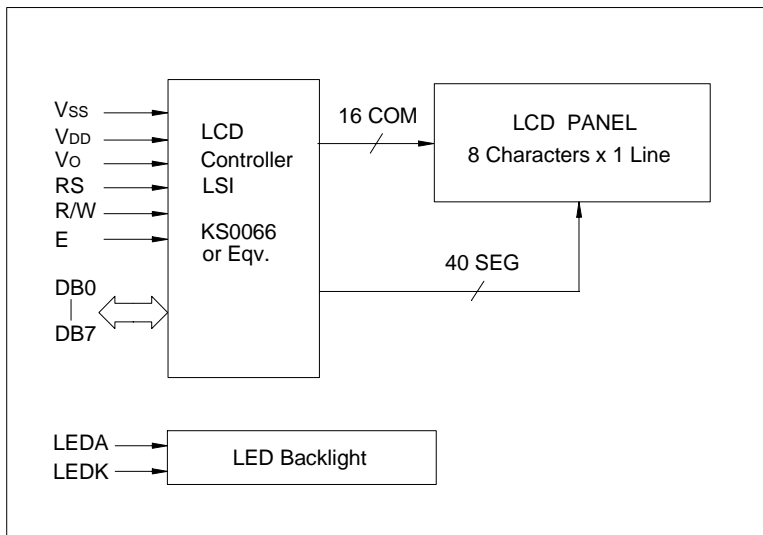 VSS
VDD
VO
RS
R/W
E
DB0
DB7
LCD
Controller
LSI
KS0066
or Eqv.
16 COM
40 SEG
LCD PANEL
8 Characters x 1 Line
LEDA
LEDK
LED Backlight